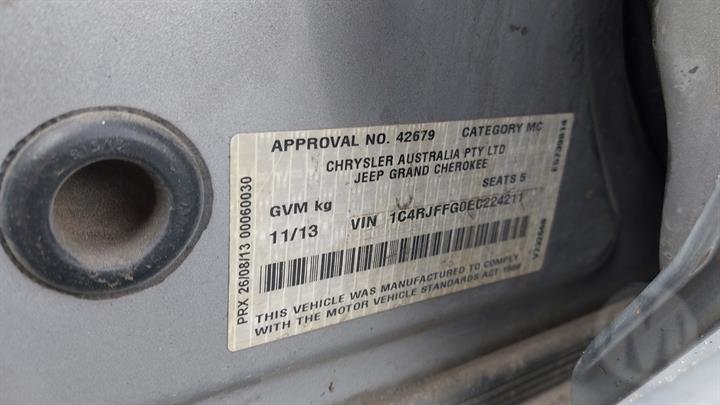 APPROVAL NO. 42679 CATEGORY MC
CHRYSLER AUSTRALIA PTY LTD
JEEP GRAND CHEROKEE
SEATS 5
GVM kg
11/13 VIN 1C4RJFFG0EC224211
THIS VEHICLE WAS MANUFACTURED TO COMPLY
WITH THE MOTOR VEHICLE STANDARDS ACT 1989
PRX 26/08/13 00060030